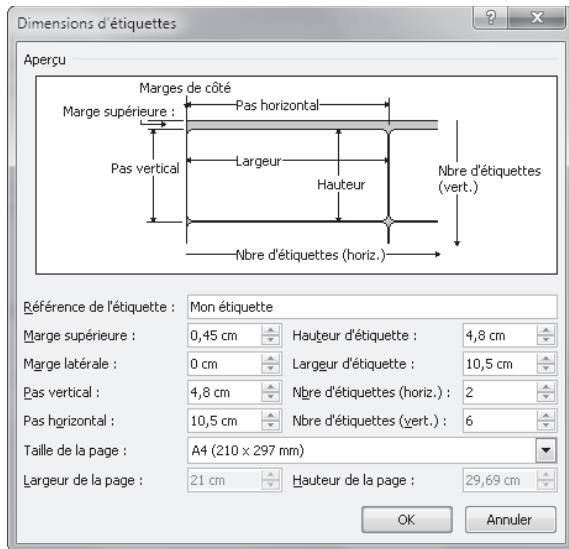 Dimensions d'étiquettes
Aperçu
Marges de côté
Pas horizontal
Marge supérieure :
Largeur
Pas vertical
Hauteur
Nbre d'étiquettes
(vert.)
Nbre d'étiquettes (horiz.)
Référence de l'étiquette : Mon étiquette
Marge supérieure : 0,45 cm Hauteur d'étiquette : 4,8 cm
Marge latérale : 0 cm Largeur d'étiquette : 10,5 cm
Pas vertical : 4,8 cm Nbre d'étiquettes (horiz.) : 2
Pas horizontal : 10,5 cm Nbre d'étiquettes (vert.) : 6
Taille de la page : A4 (210 x 297 mm)
Largeur de la page : 21 cm Hauteur de la page : 29,69 cm
OK Annuler